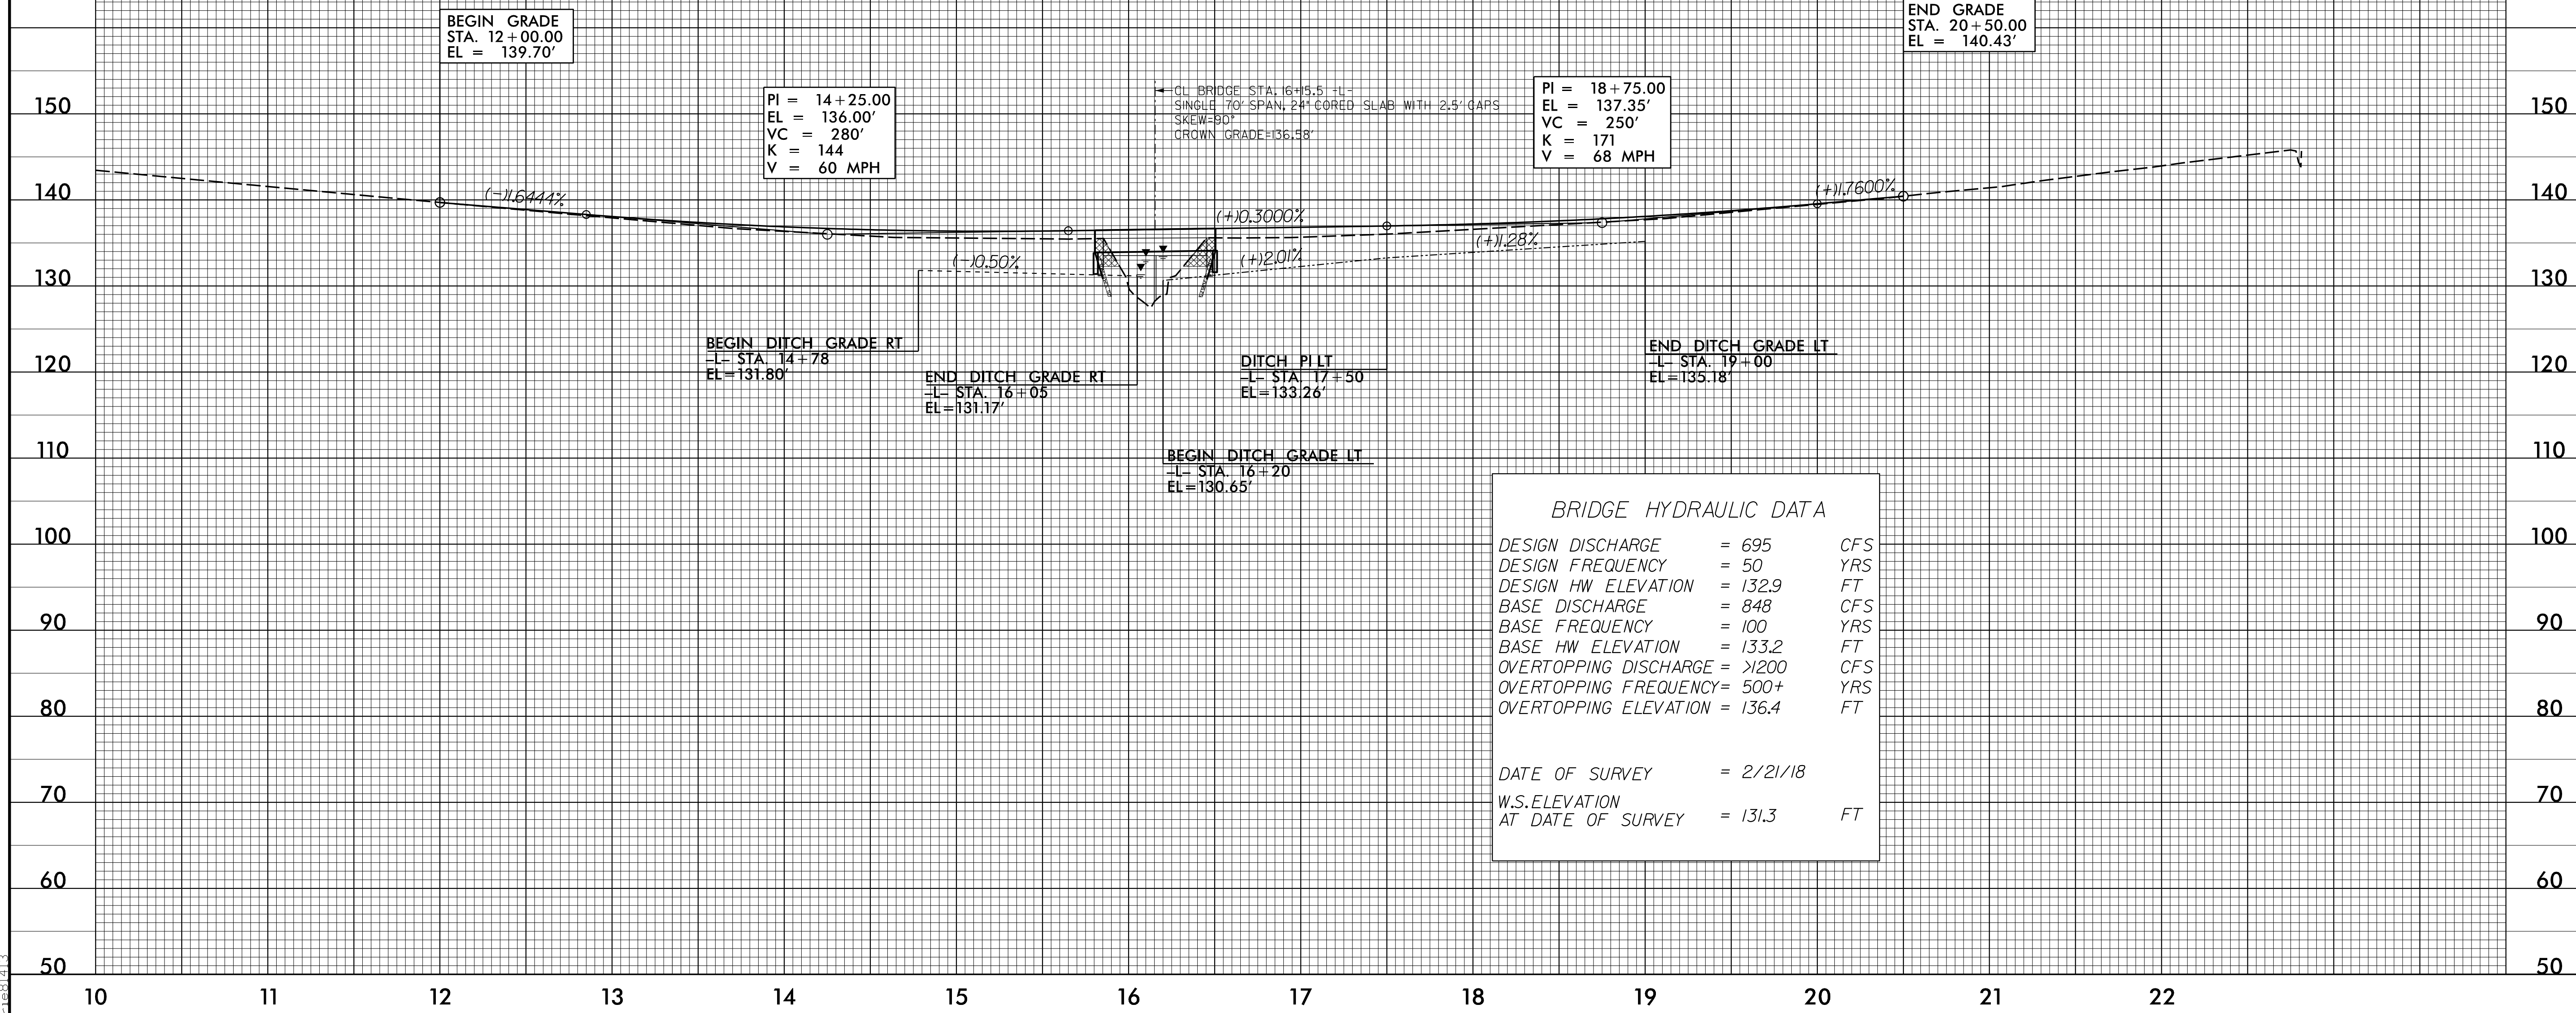 BEGIN GRADE
STA. 12+00.00
EL = 139.70'
END GRADE
STA. 20+50.00
EL = 140.43'
PI = 14+25.00
EL = 136.00'
VC = 280'
K = 144
V = 60 MPH
CL BRIDGE STA. 16+15.5 -L-
SINGLE 70' SPAN, 24" CORED SLAB WITH 2.5' CAPS
SKEW=90°
CROWN GRADE=136.58'
PI = 18+75.00
EL = 137.35'
VC = 250'
K = 171
V = 68 MPH
150 150
140 140
130 130
120 120
110 110
100 100
90 90
80 80
70 70
60 60
50 50
(-)1.6444%
(+)0.3000%
(+)1.7600%
(-)0.50%
(+)2.01%
(+)1.28%
BEGIN DITCH GRADE RT
-L- STA. 14+78
EL=131.80'
END DITCH GRADE RT
-L- STA. 16+05
EL=131.17'
DITCH PI LT
-L- STA. 17+50
EL=133.26'
END DITCH GRADE LT
-L- STA. 19+00
EL=135.18'
BEGIN DITCH GRADE LT
-L- STA. 16+20
EL=130.65'
BRIDGE HYDRAULIC DATA
DESIGN DISCHARGE = 695 CFS
DESIGN FREQUENCY = 50 YRS
DESIGN HW ELEVATION = 132.9 FT
BASE DISCHARGE = 848 CFS
BASE FREQUENCY = 100 YRS
BASE HW ELEVATION = 133.2 FT
OVERTOPPING DISCHARGE = >1200 CFS
OVERTOPPING FREQUENCY= 500+ YRS
OVERTOPPING ELEVATION = 136.4 FT
DATE OF SURVEY = 2/21/18
W.S. ELEVATION
AT DATE OF SURVEY = 131.3 FT
10 11 12 13 14 15 16 17 18 19 20 21 22